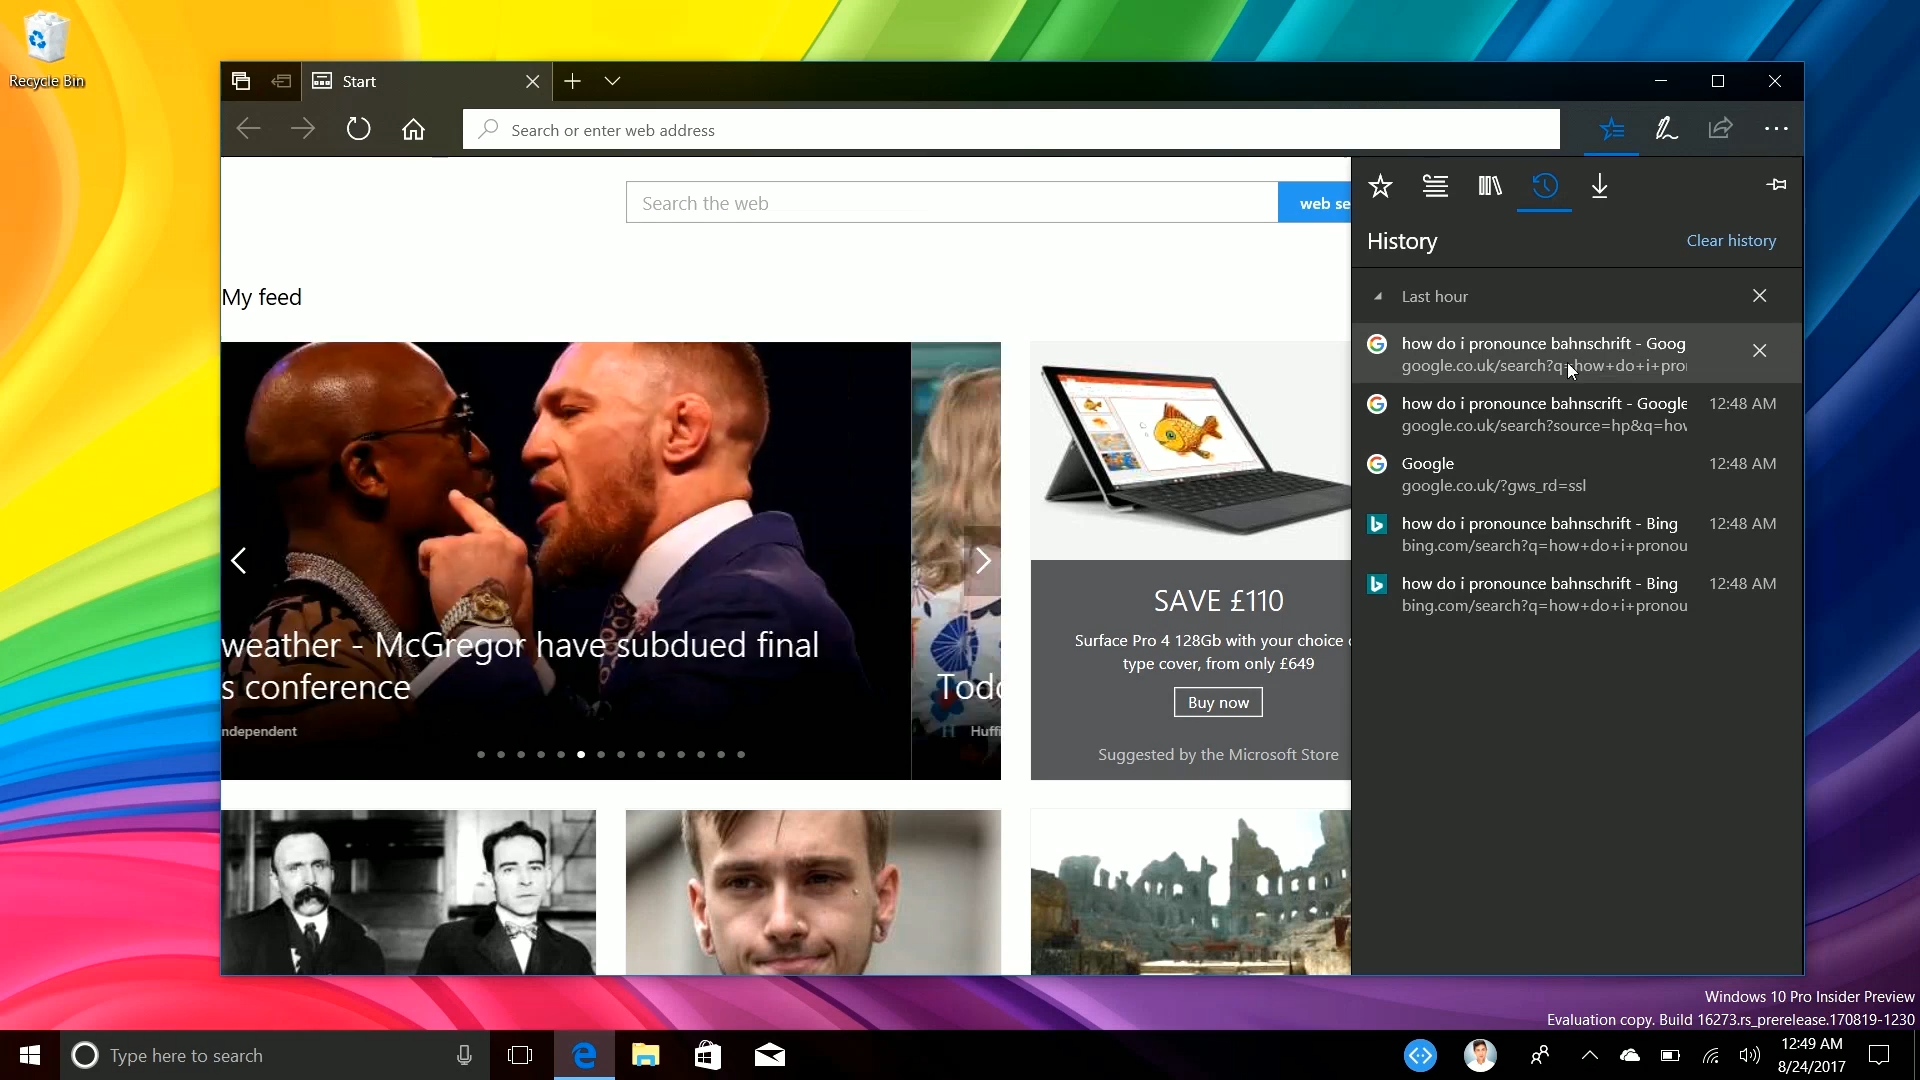 Recycle Bin
Start
Search or enter web address
Search the web
web se
My feed
weather - McGregor have subdued final
s conference
ndependent
Todd
Huffi
SAVE £110
Surface Pro 4 128Gb with your choice
type cover, from only £649
Buy now
Suggested by the Microsoft Store
History
Clear history
Last hour
how do i pronounce bahnschrift - Goog
google.co.uk/search?q=how+do+i+pro
how do i pronounce bahnscrift - Google
12:48 AM
google.co.uk/search?source=hp&q=how
Google
12:48 AM
google.co.uk/?gws_rd=ssl
how do i pronounce bahnschrift - Bing
12:48 AM
bing.com/search?q=how+do+i+pronou
how do i pronounce bahnschrift - Bing
12:48 AM
bing.com/search?q=how+do+i+pronou
Windows 10 Pro Insider Preview
Evaluation copy. Build 16273.rs_prerelease.170819-1230
Type here to search
12:49 AM
8/24/2017